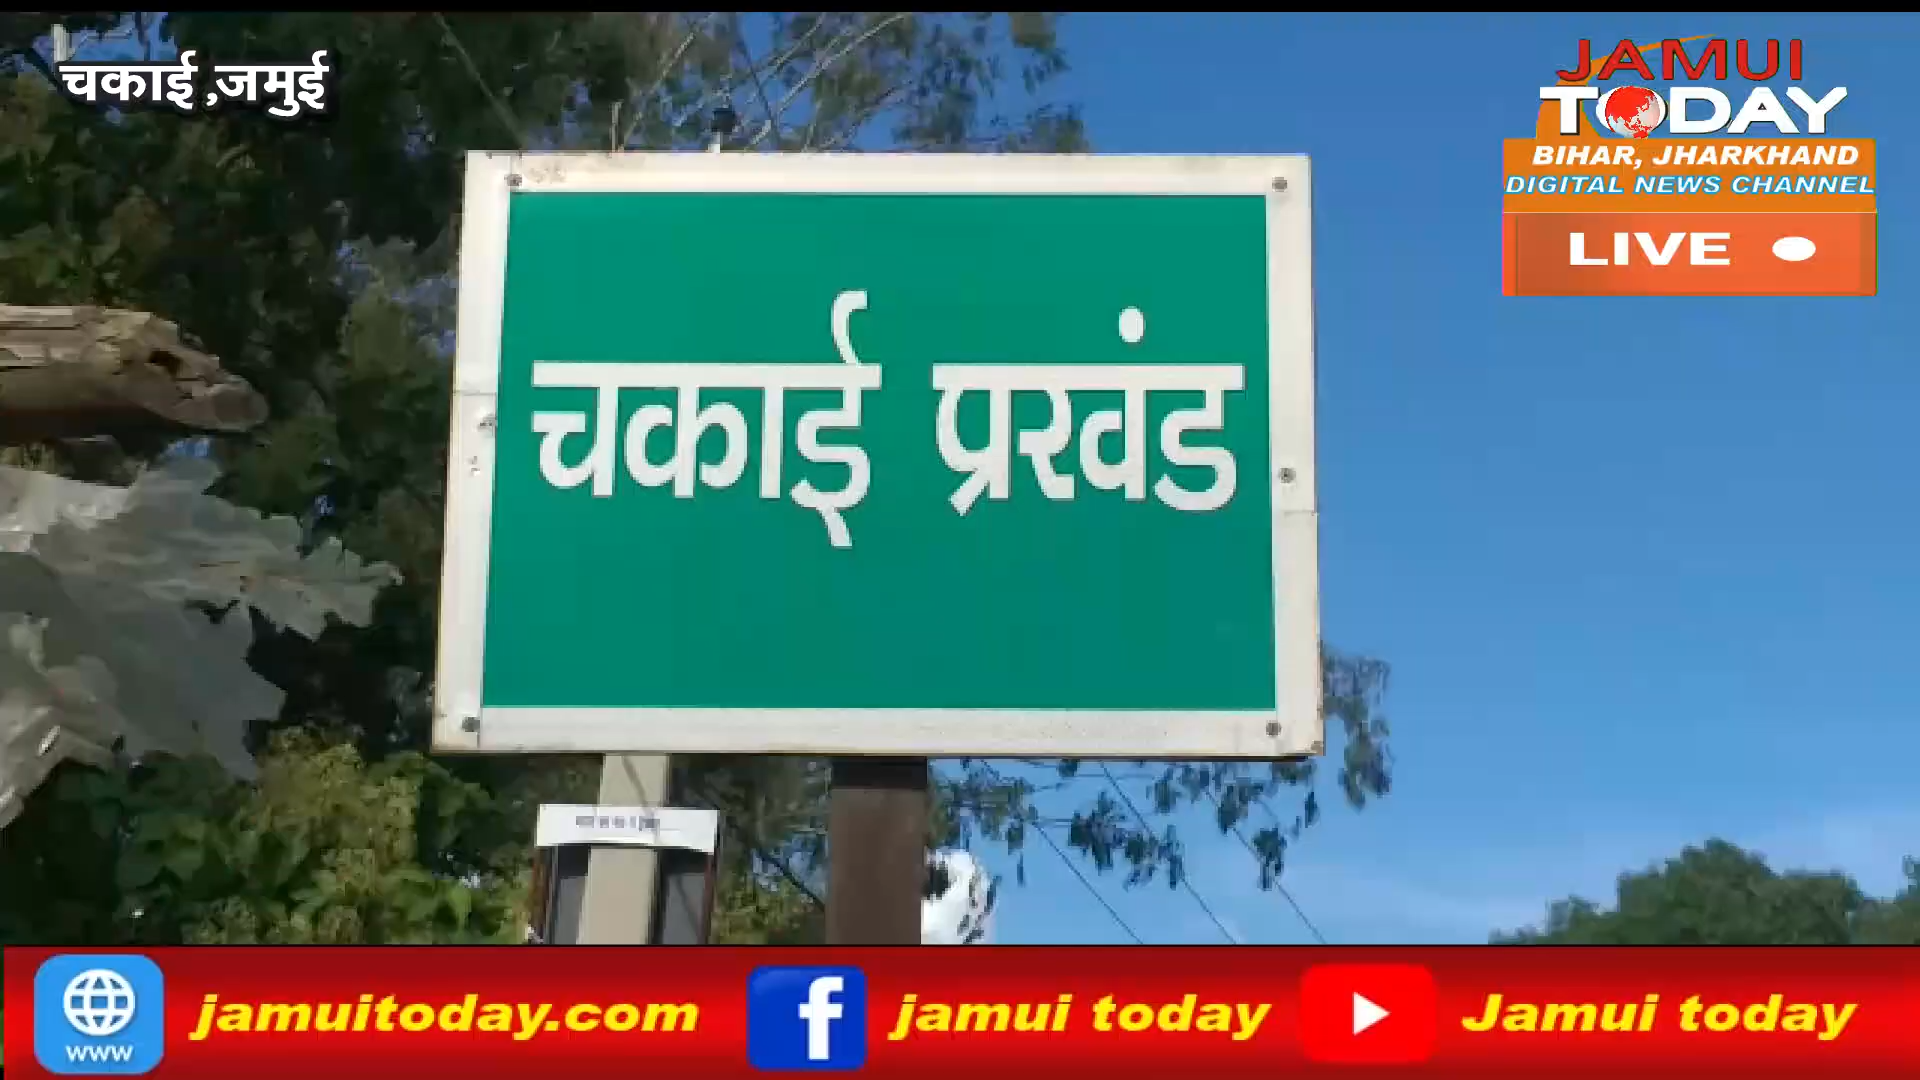 चकाई ,जमुई
JAMUI
TODAY
BIHAR, JHARKHAND
DIGITAL NEWS CHANNEL
LIVE
चकाई प्रखंड
www
jamuitoday.com
jamui today
Jamui today